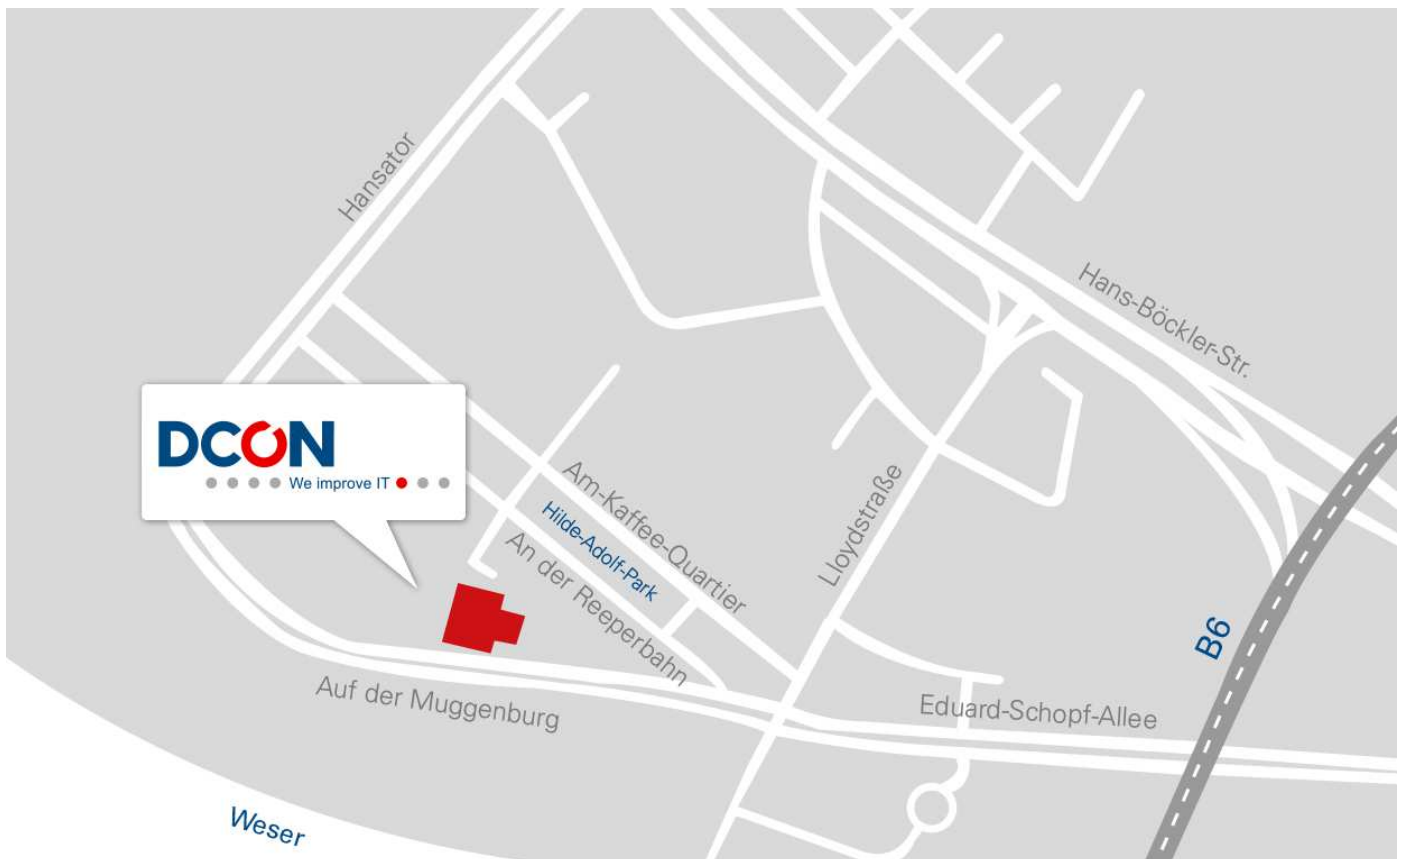 Hansator
Hans-Böckler-Str.
DCON
We improve IT
Am-Kaffee-Quartier
Hilde-Adolf-Park
An der Reeperbahn
Lloydstraße
B6
Auf der Muggenburg
Eduard-Schopf-Allee
Weser